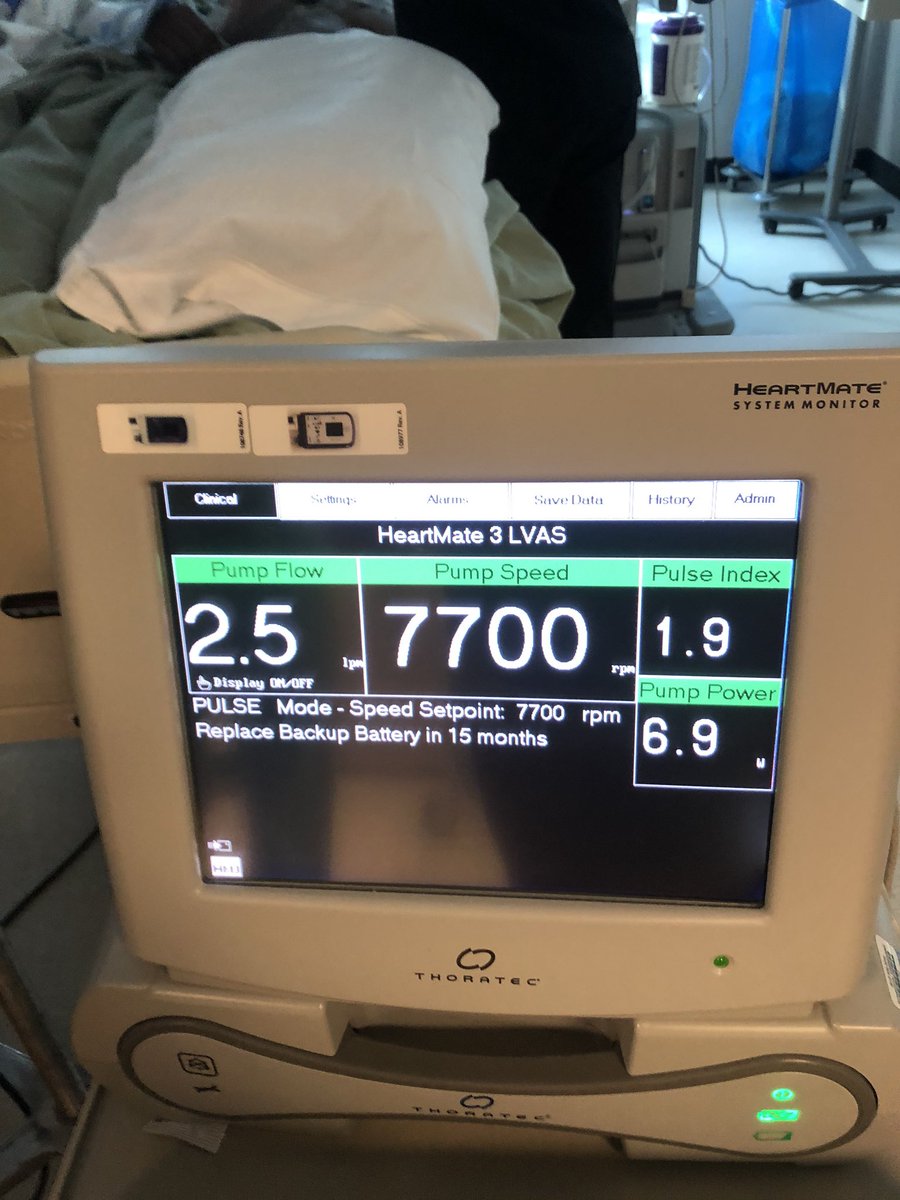 HEARTMATE®
SYSTEM MONITOR
106977 Rev. A
Clinical Settings Alarms Save Data History Admin
HeartMate 3 LVAS
Pump Flow Pump Speed Pulse Index
2.5 lpm 7700 rpm 1.9
Display ON/OFF
Pump Power
6.9 W
PULSE Mode - Speed Setpoint: 7700 rpm
Replace Backup Battery in 15 months
THORATEC®
THORATEC®